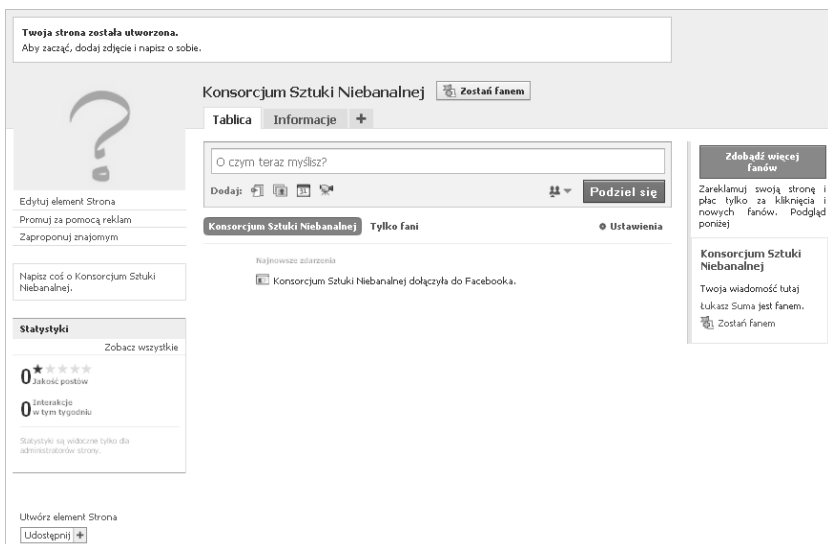 Twoja strona została utworzona.
Aby zacząć, dodaj zdjęcie i napisz o sobie.
?
Konsorcjum Sztuki Niebanalnej
Zostań fanem
Tablica Informacje +
O czym teraz myślisz?
Dodaj: 31
Podziel się
Konsorcjum Sztuki Niebanalnej Tylko fani
Ustawienia
Najnowsze zdarzenia
Konsorcjum Sztuki Niebanalnej dołączyła do Facebooka.
Edytuj element Strona
Promuj za pomocą reklam
Zaproponuj znajomym
Napisz coś o Konsorcjum Sztuki
Niebanalnej.
Statystyki
Zobacz wszystkie
0 Jakość postów
0 Interakcje
w tym tygodniu
Statystyki są widoczne tylko dla
administratorów strony.
Utwórz element Strona
Udostępnij +
Zdobądź więcej
fanów
Zareklamuj swoją stronę i
płac tylko za kliknięcia i
nowych fanów. Podgląd
poniżej
Konsorcjum Sztuki
Niebanalnej
Twoja wiadomość tutaj
Łukasz Suma jest fanem.
Zostań fanem